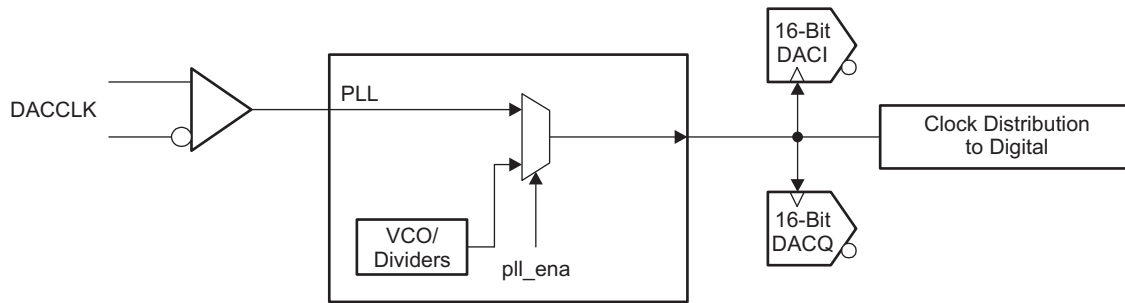 DACCLK
PLL
VCO/
Dividers
pll_ena
16-Bit
DACI
Clock Distribution
to Digital
16-Bit
DACQ